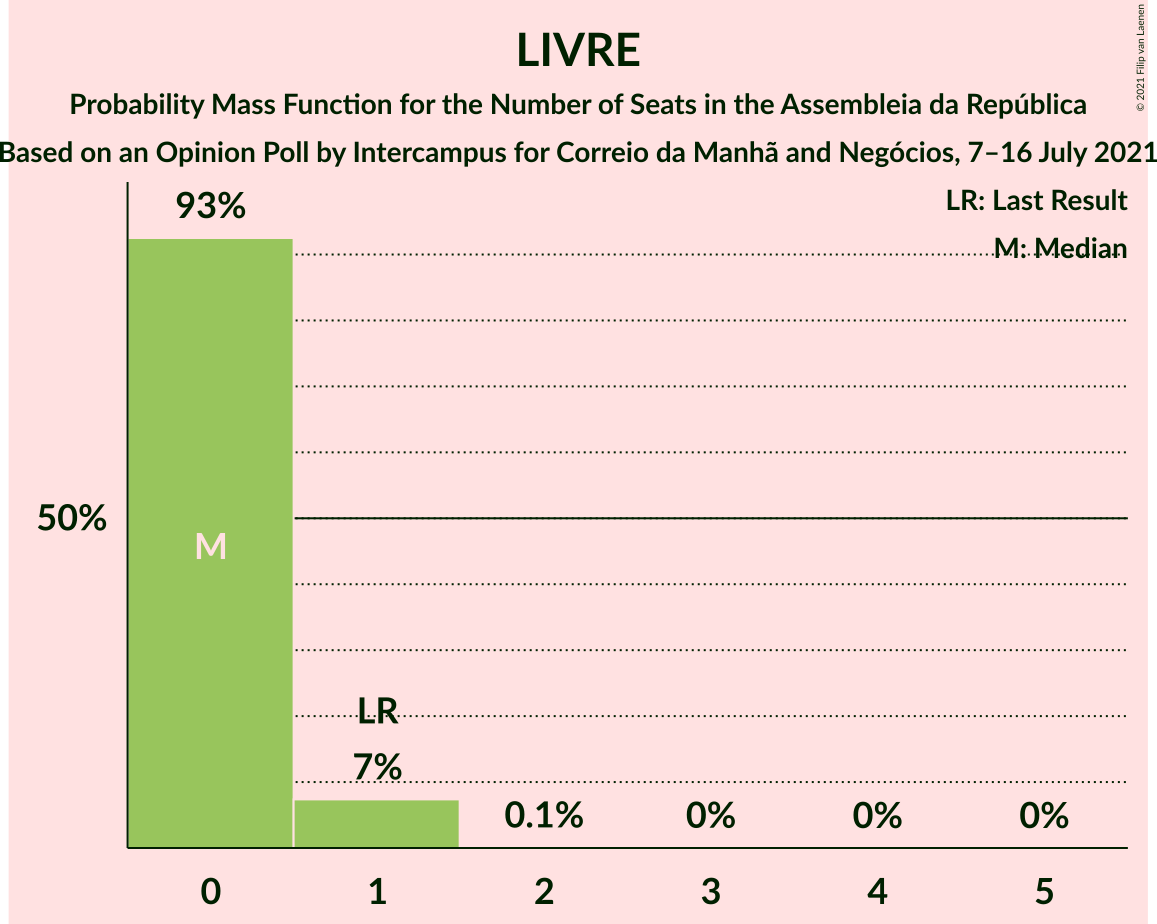 LIVRE
Probability Mass Function for the Number of Seats in the Assembleia da República
Based on an Opinion Poll by Intercampus for Correio da Manhã and Negócios, 7–16 July 2021
© 2021 Filip van Laenen
LR: Last Result
M: Median
93%
50%
M
LR
7%
0.1%
0%
0%
0%
0
1
2
3
4
5